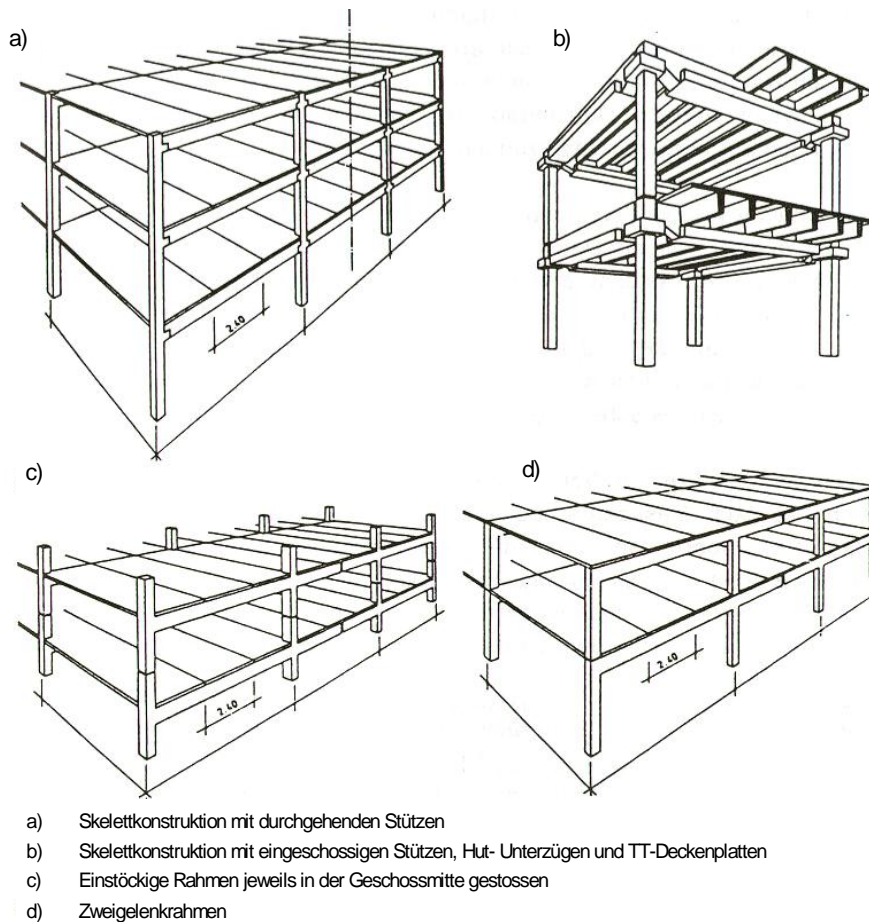 a)
b)
2.40
c)
d)
2.40
2.40
a) Skelettkonstruktion mit durchgehenden Stützen
b) Skelettkonstruktion mit eingeschossigen Stützen, Hut- Unterzügen und TT-Deckenplatten
c) Einstöckige Rahmen jeweils in der Geschossmitte gestossen
d) Zweigelenkrahmen